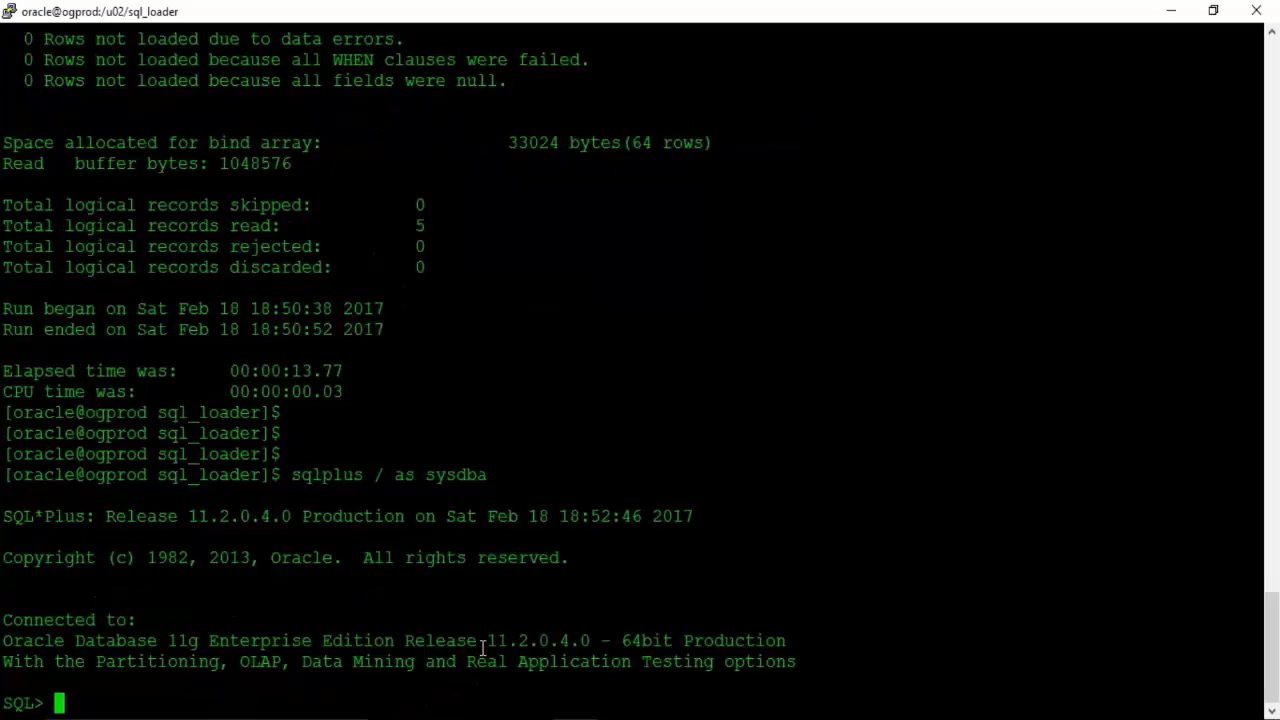 oracle@ogprod:/u02/sql_loader
0 Rows not loaded due to data errors.
0 Rows not loaded because all WHEN clauses were failed.
0 Rows not loaded because all fields were null.
Space allocated for bind array: 33024 bytes(64 rows)
Read buffer bytes: 1048576
Total logical records skipped: 0
Total logical records read: 5
Total logical records rejected: 0
Total logical records discarded: 0
Run began on Sat Feb 18 18:50:38 2017
Run ended on Sat Feb 18 18:50:52 2017
Elapsed time was: 00:00:13.77
CPU time was: 00:00:00.03
[oracle@ogprod sql_loader]$
[oracle@ogprod sql_loader]$
[oracle@ogprod sql_loader]$
[oracle@ogprod sql_loader]$ sqlplus / as sysdba
SQL*Plus: Release 11.2.0.4.0 Production on Sat Feb 18 18:52:46 2017
Copyright (c) 1982, 2013, Oracle. All rights reserved.
Connected to:
Oracle Database 11g Enterprise Edition Release 11.2.0.4.0 - 64bit Production
With the Partitioning, OLAP, Data Mining and Real Application Testing options
SQL>